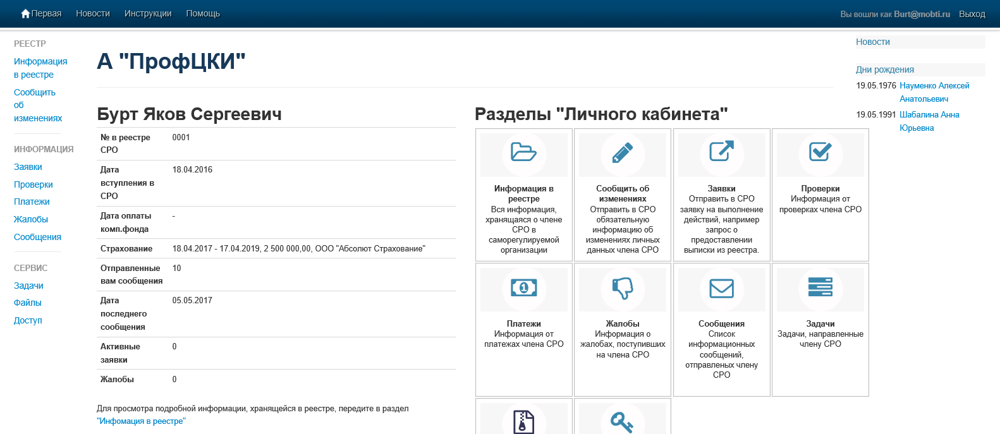 Первая Новости Инструкции Помощь
Вы вошли как Burt@mobti.ru Выход
РЕЕСТР
Информация
в реестре
Сообщить
об
изменениях
ИНФОРМАЦИЯ
Заявки
Проверки
Платежи
Жалобы
Сообщения
СЕРВИС
Задачи
Файлы
Доступ
А "ПрофЦКИ"
Бурт Яков Сергеевич
№ в реестре
СРО
0001
Дата
вступления в
СРО
18.04.2016
Дата оплаты
комп.фонда
-
Страхование
18.04.2017 - 17.04.2019, 2 500 000,00, ООО "Абсолют Страхование"
Отправленные
вам сообщения
10
Дата
последнего
сообщения
05.05.2017
Активные
заявки
0
Жалобы
0
Для просмотра подробной информации, хранящейся в реестре, передите в раздел
"Инфомация в реестре"
Разделы "Личного кабинета"
Информация в
реестре
Вся информация,
хранящаяся о члене
СРО в
саморегулируемой
организации
Сообщить об
изменениях
Отправить в СРО
обязательную
информацию об
изменениях личных
данных члена СРО
Заявки
Отправить в СРО
заявку на выполнение
действий, например
запрос о
предоставлении
выписки из реестра.
Проверки
Информация от
проверках члена СРО
Платежи
Информация от
платежах члена СРО
Жалобы
Информация о
жалобах, поступивших
на члена СРО
Сообщения
Список
информационных
сообщений,
отправленых члену
СРО
Задачи
Задачи, направленные
члену СРО
Новости
Дни рождения
19.05.1976 Науменко Алексей
Анатольевич
19.05.1991 Шабалина Анна
Юрьевна